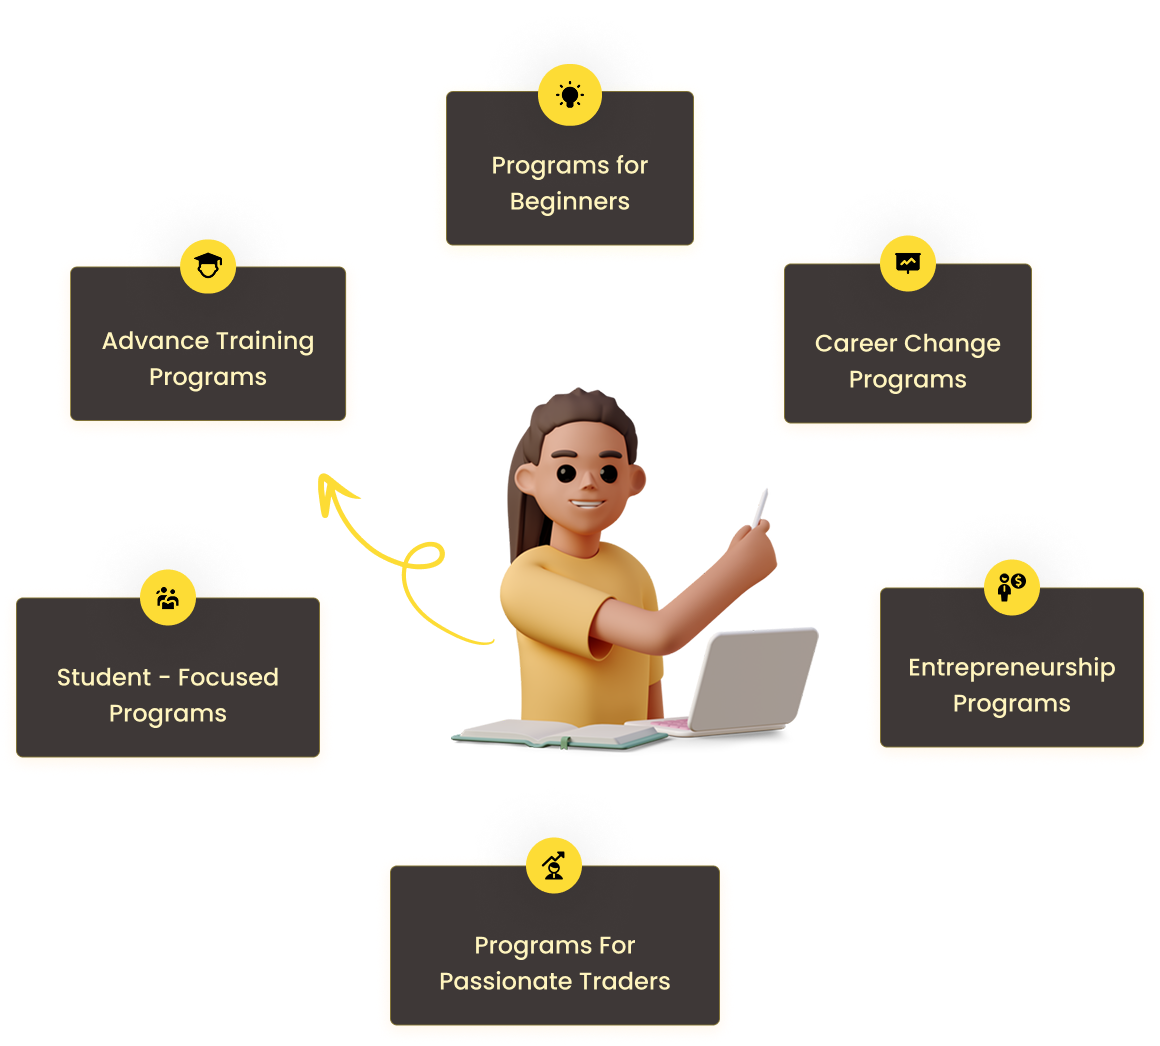 Programs for
Beginners
Advance Training
Programs
Career Change
Programs
Student - Focused
Programs
Entrepreneurship
Programs
Programs For
Passionate Traders